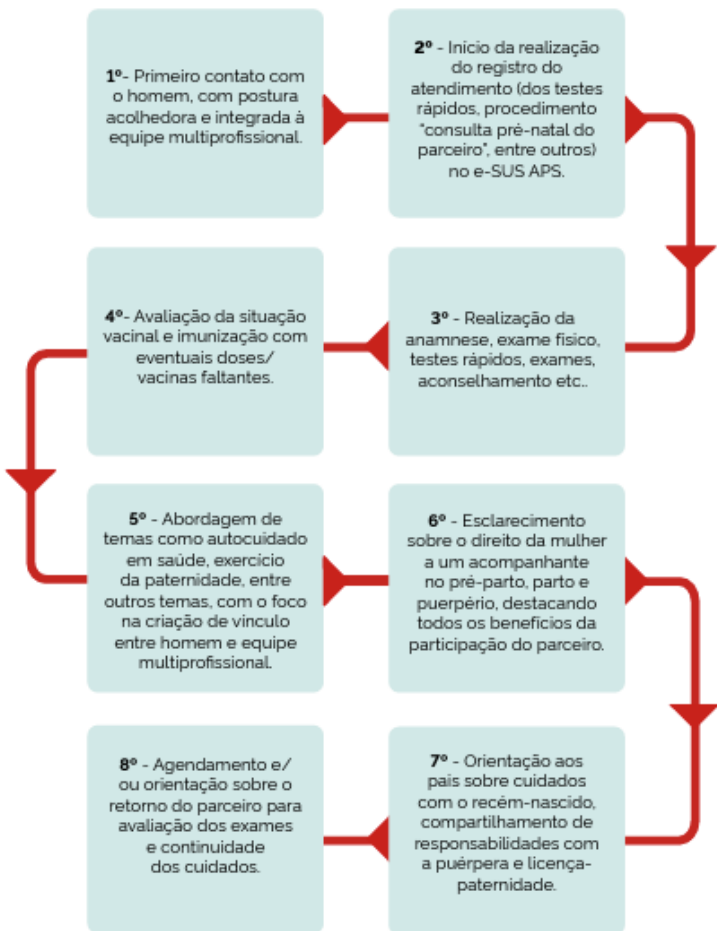 1º- Primeiro contato com
o homem, com postura
acolhedora e integrada à
equipe multiprofissional.
2º - Início da realização
do registro do
atendimento (dos testes
rápidos, procedimento
"consulta pré-natal do
parceiro", entre outros)
no e-SUS APS.
3º - Realização da
anamnese, exame físico,
testes rápidos, exames,
aconselhamento etc..
4º- Avaliação da situação
vacinal e imunização com
eventuais doses/
vacinas faltantes.
5º - Abordagem de
temas como autocuidado
em saúde, exercício
da paternidade, entre
outros temas, com o foco
na criação de vínculo
entre homem e equipe
multiprofissional.
6º - Esclarecimento
sobre o direito da mulher
a um acompanhante
no pré-parto, parto e
puerpério, destacando
todos os benefícios da
participação do parceiro.
7º - Orientação aos
pais sobre cuidados
com o recém-nascido,
compartilhamento de
responsabilidades com
a puérpera e licença-
paternidade.
8º - Agendamento e/
ou orientação sobre o
retorno do parceiro para
avaliação dos exames
e continuidade
dos cuidados.